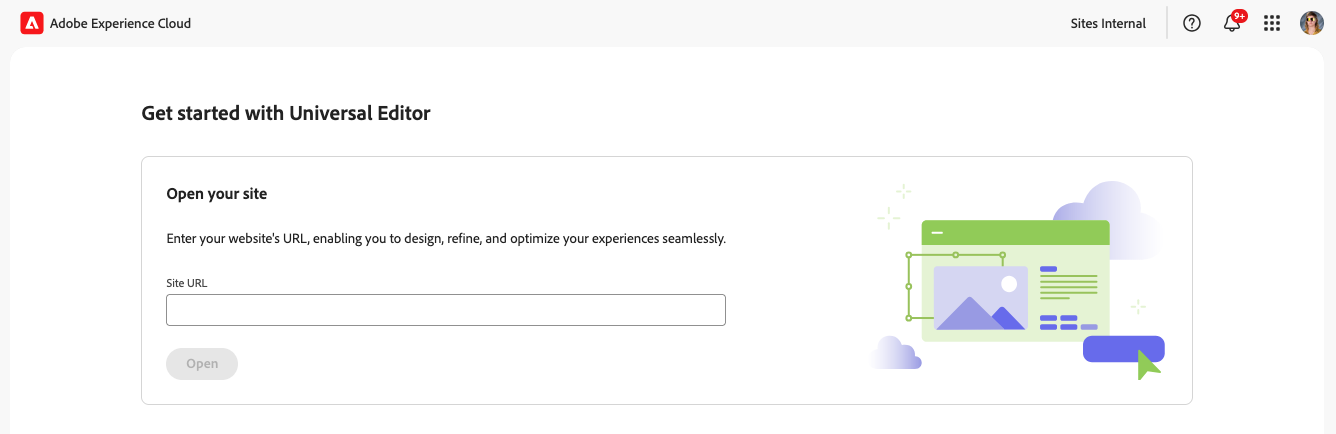 Adobe Experience Cloud
Sites Internal
9+
Get started with Universal Editor
Open your site
Enter your website's URL, enabling you to design, refine, and optimize your experiences seamlessly.
Site URL
Open